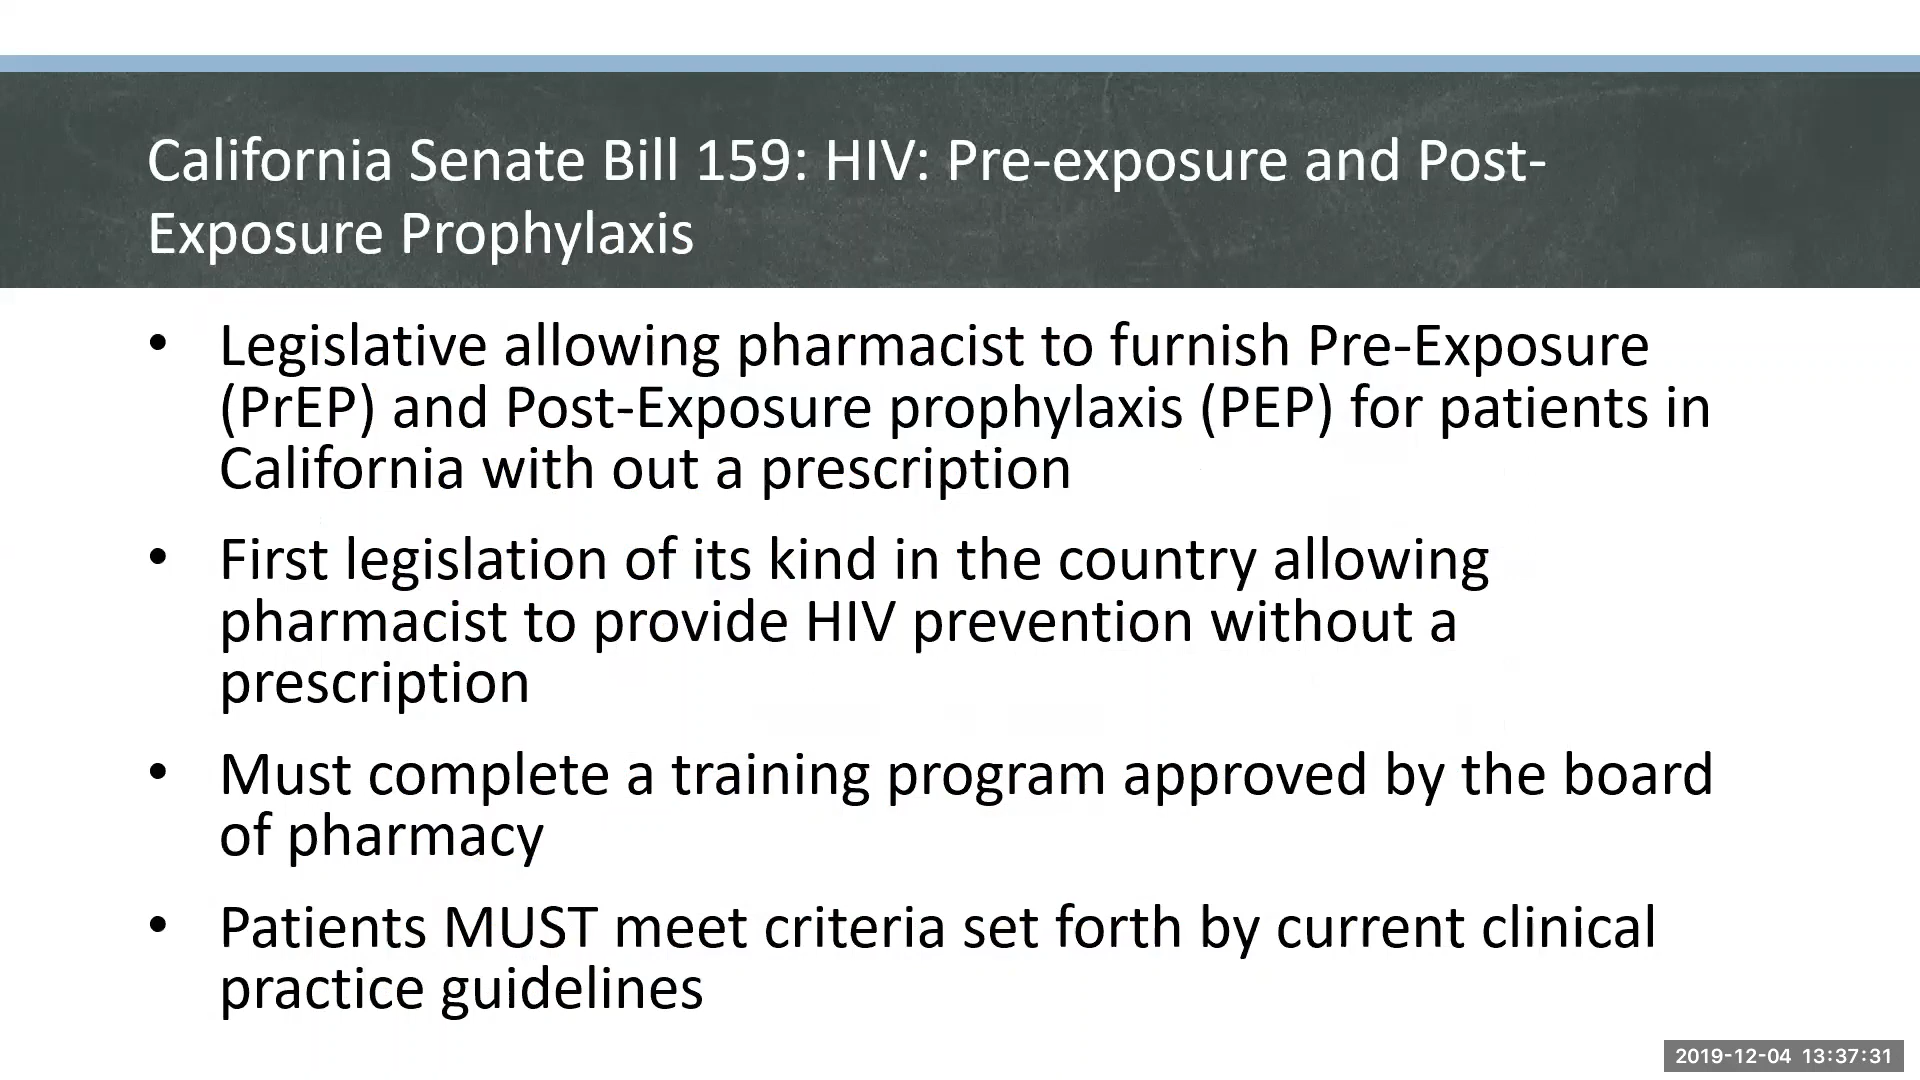 California Senate Bill 159: HIV: Pre-exposure and Post-
Exposure Prophylaxis
• Legislative allowing pharmacist to furnish Pre-Exposure
(PrEP) and Post-Exposure prophylaxis (PEP) for patients in
California with out a prescription
• First legislation of its kind in the country allowing
pharmacist to provide HIV prevention without a
prescription
• Must complete a training program approved by the board
of pharmacy
• Patients MUST meet criteria set forth by current clinical
practice guidelines
2019-12-04 13:37:31